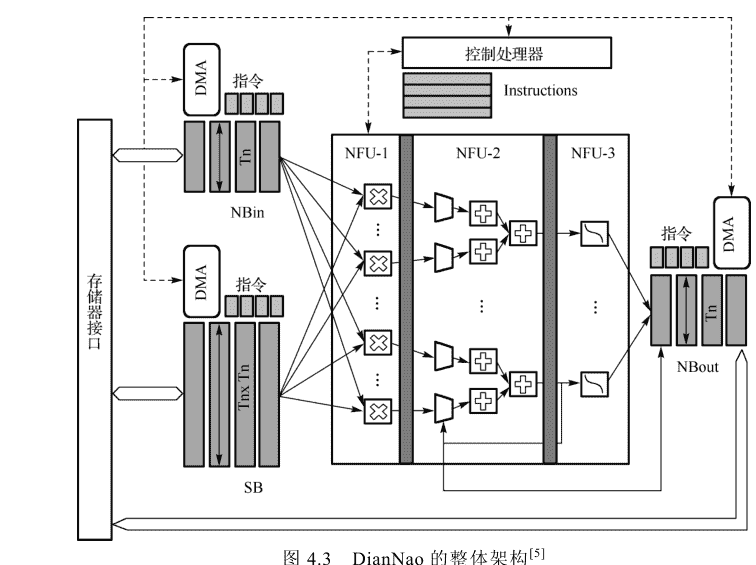 控制处理器
DMA
指令
Instructions
Tn
NBin
NFU-1
NFU-2
NFU-3
DMA
指令
存储器接口
DMA
指令
Tnx Tn
Tn
NBout
SB
图 4.3 DianNao 的整体架构[5]